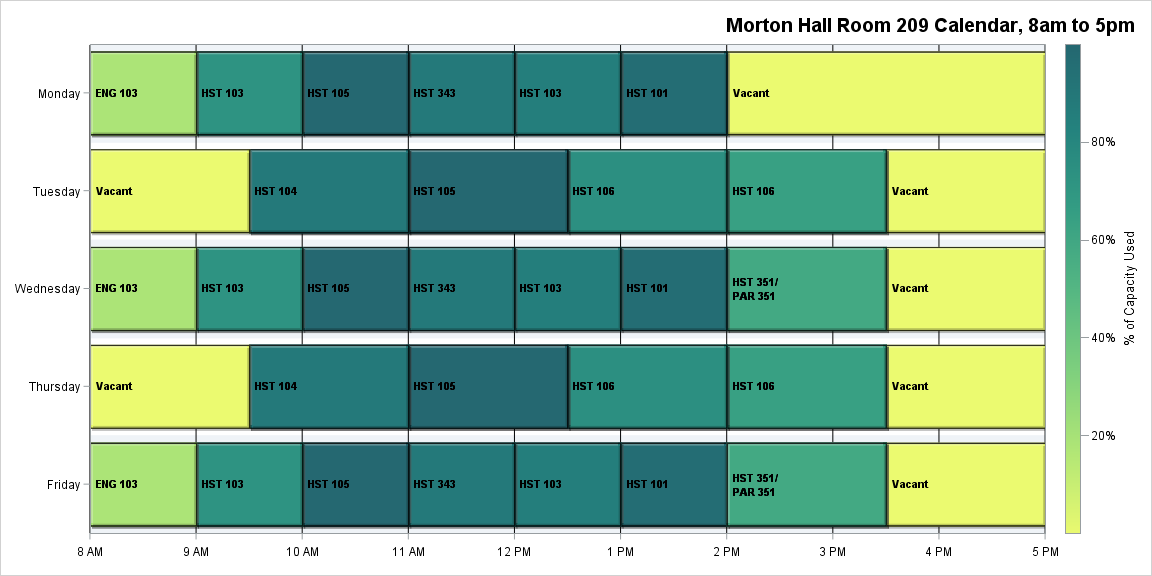 Morton Hall Room 209 Calendar, 8am to 5pm
Monday
ENG 103
HST 103
HST 105
HST 343
HST 103
HST 101
Vacant
Tuesday
Vacant
HST 104
HST 105
HST 106
HST 106
Vacant
Wednesday
ENG 103
HST 103
HST 105
HST 343
HST 103
HST 101
HST 351/
PAR 351
Vacant
Thursday
Vacant
HST 104
HST 105
HST 106
HST 106
Vacant
Friday
ENG 103
HST 103
HST 105
HST 343
HST 103
HST 101
HST 351/
PAR 351
Vacant
8 AM
9 AM
10 AM
11 AM
12 PM
1 PM
2 PM
3 PM
4 PM
5 PM
80%
60%
40%
20%
% of Capacity Used